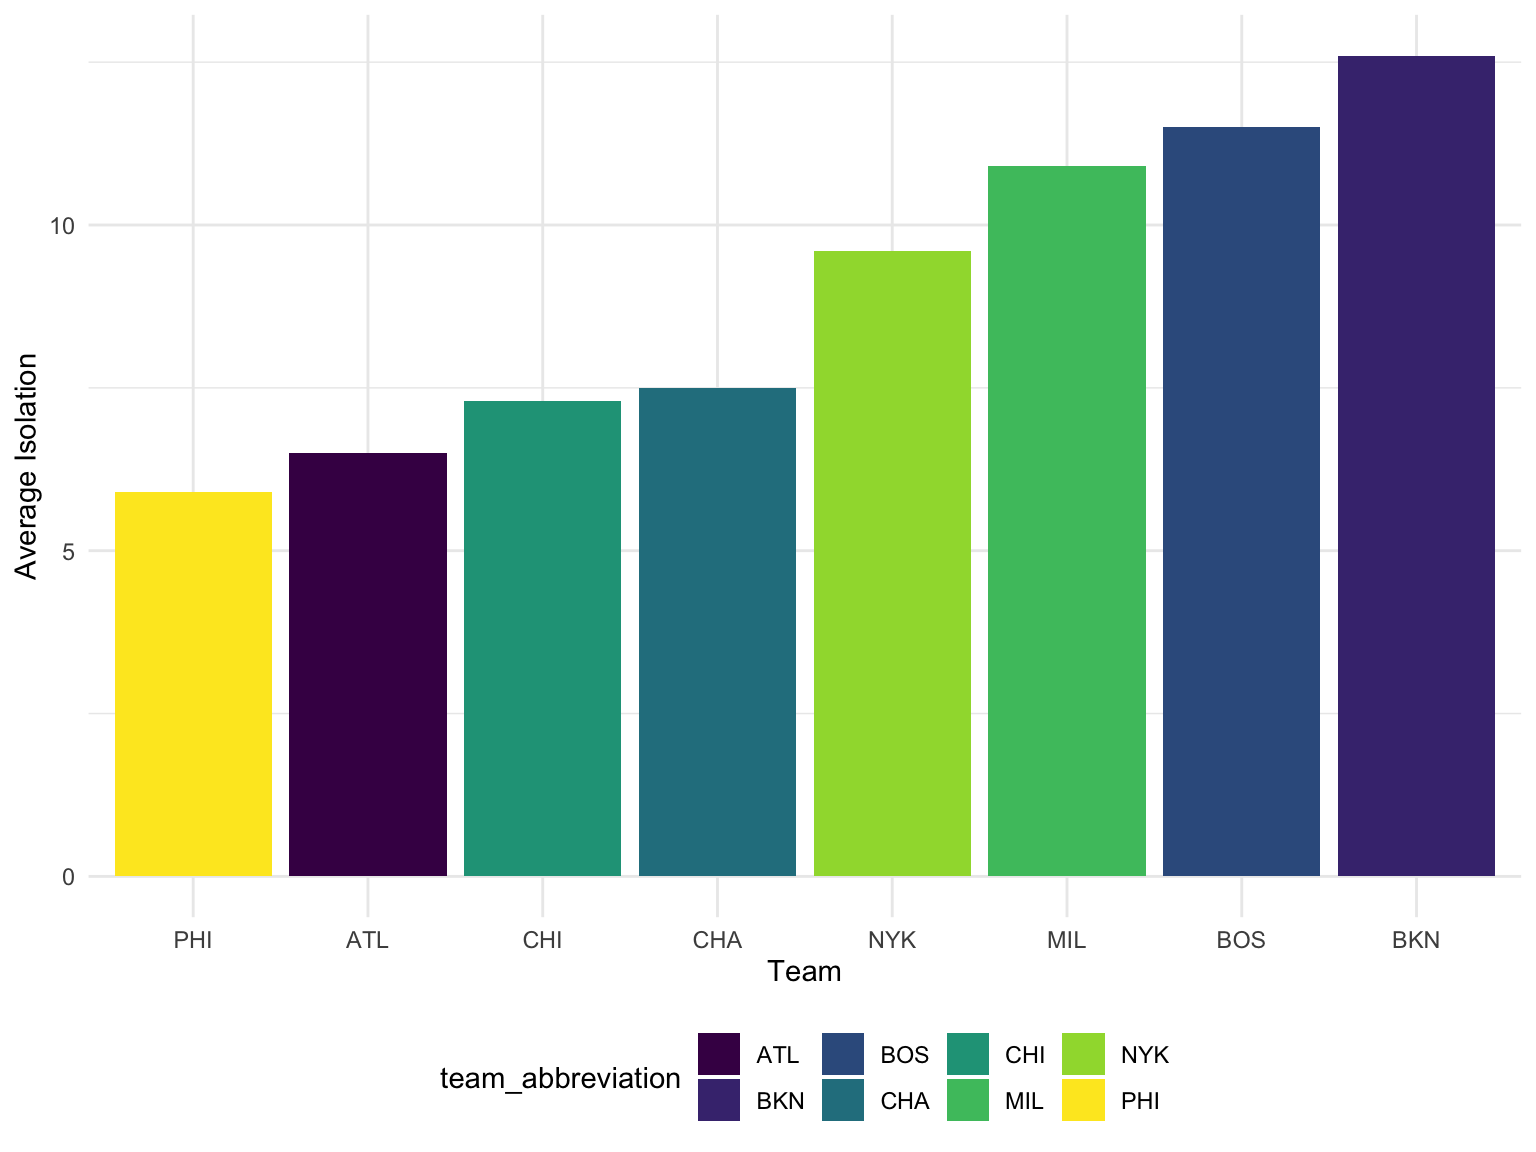 Average Isolation
10
5
0
PHI ATL CHI CHA NYK MIL BOS BKN
Team
team_abbreviation
ATL BOS CHI NYK
BKN CHA MIL PHI